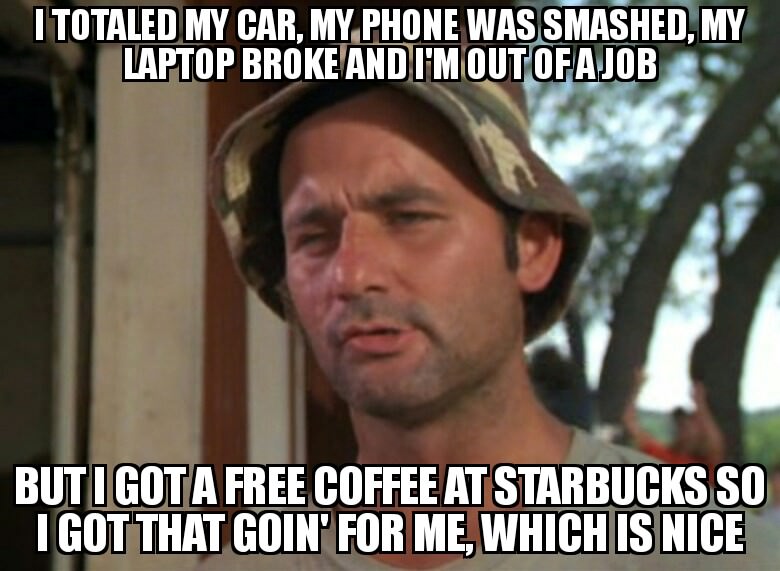 I TOTALED MY CAR, MY PHONE WAS SMASHED, MY
LAPTOP BROKE AND I'M OUT OF A JOB
BUT I GOT A FREE COFFEE AT STARBUCKS SO
I GOT THAT GOIN' FOR ME, WHICH IS NICE